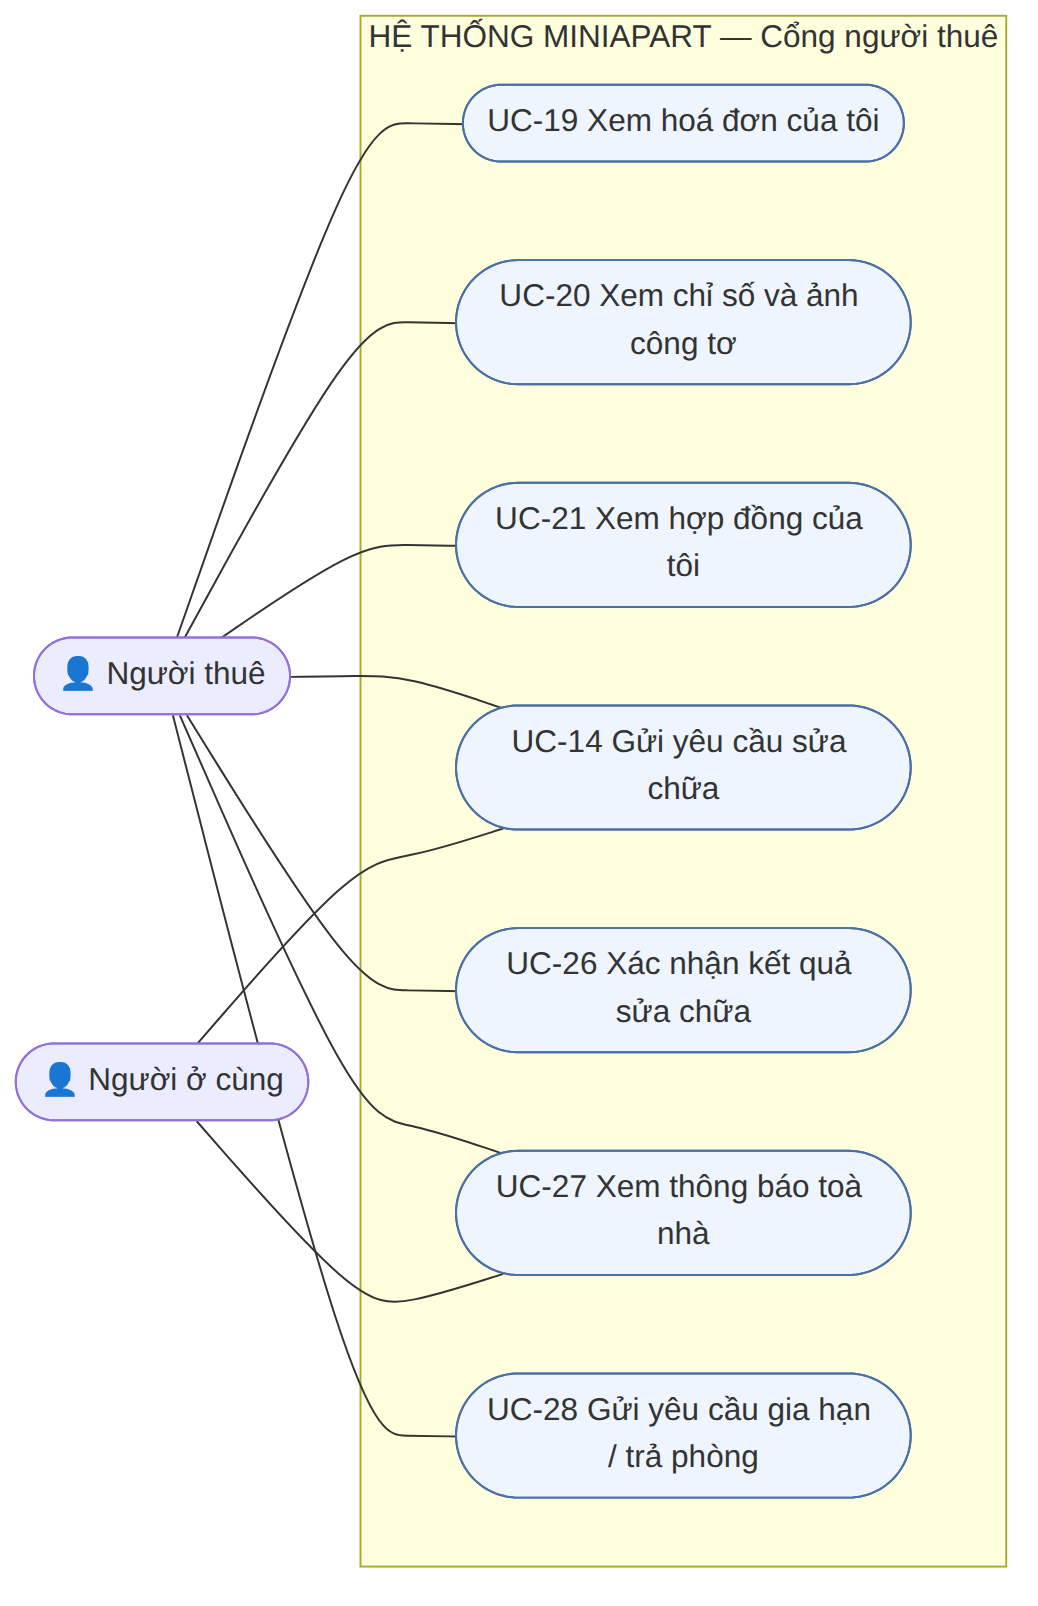 HỆ THỐNG MINIAPART — Cổng người thuê
UC-19 Xem hoá đơn của tôi
UC-20 Xem chỉ số và ảnh
công tơ
UC-21 Xem hợp đồng của
tôi
Người thuê
UC-14 Gửi yêu cầu sửa
chữa
UC-26 Xác nhận kết quả
sửa chữa
Người ở cùng
UC-27 Xem thông báo toà
nhà
UC-28 Gửi yêu cầu gia hạn
/ trả phòng